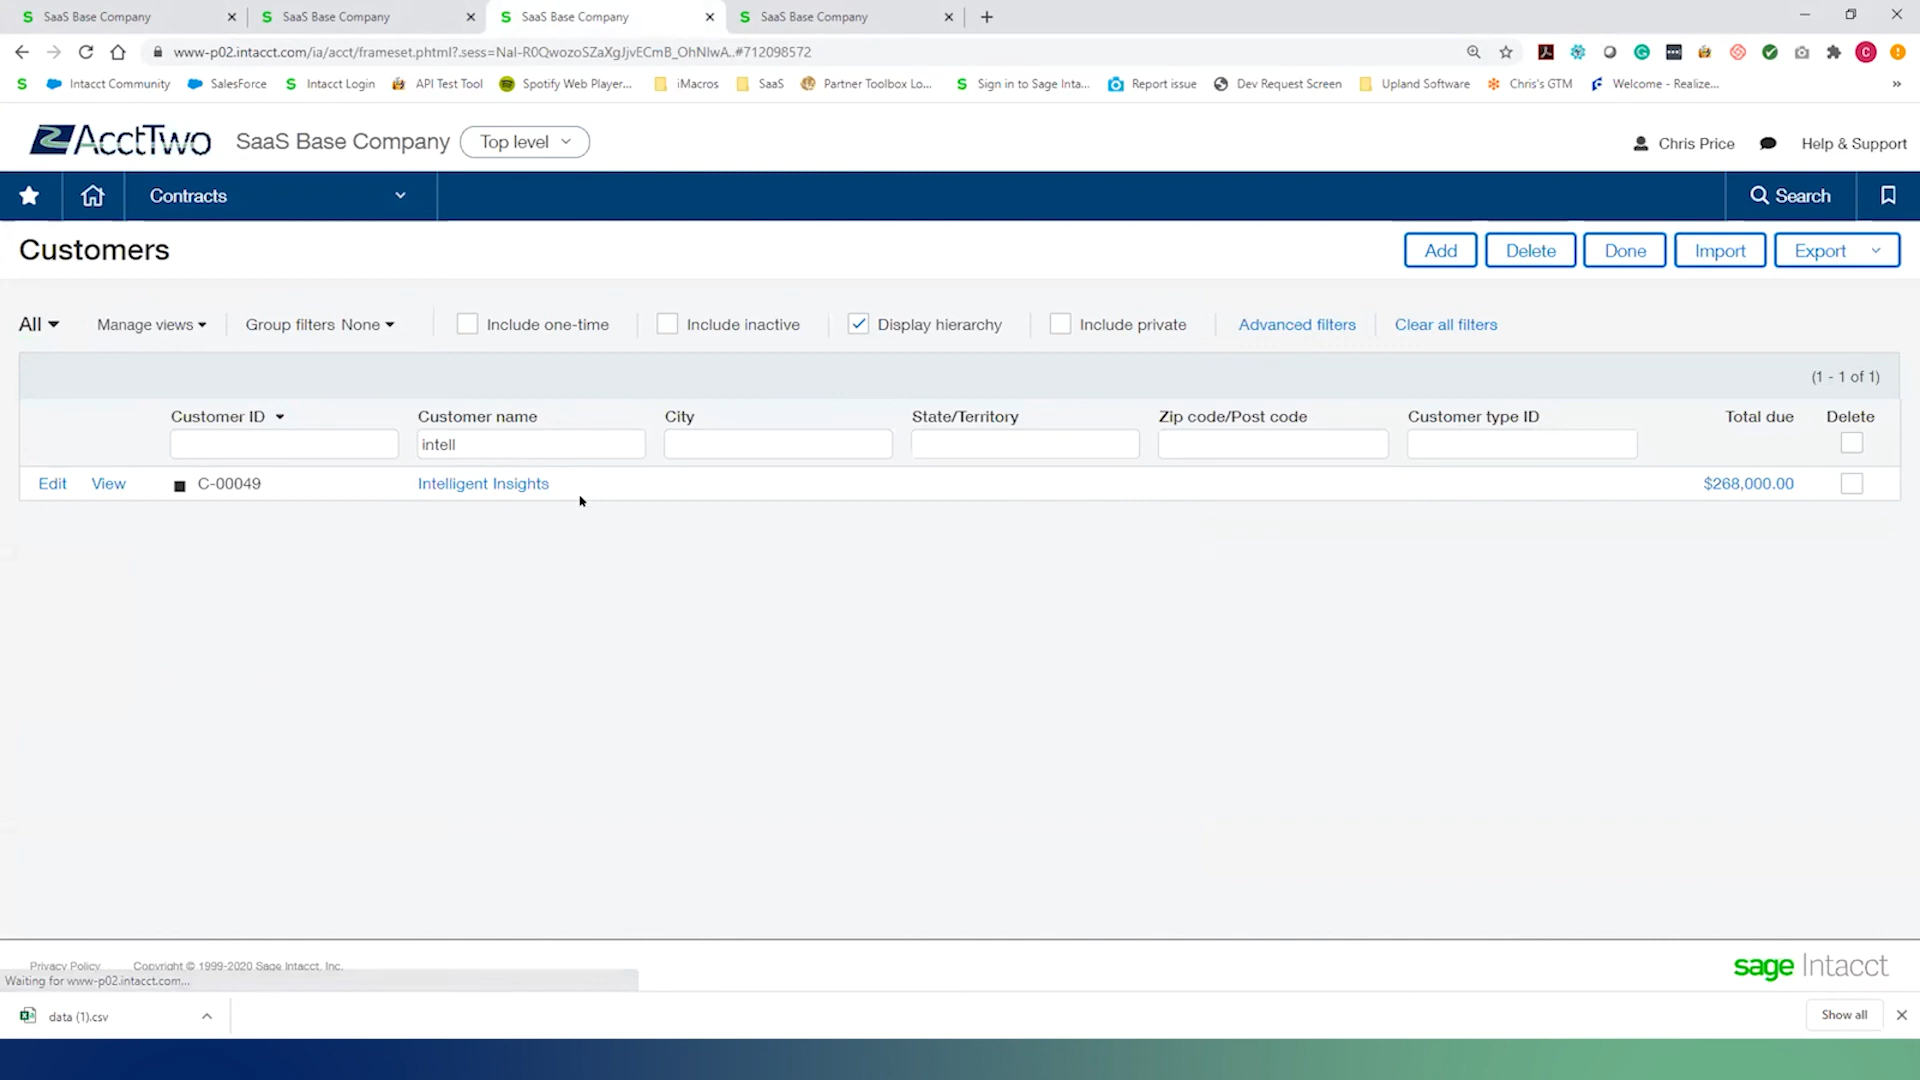 SaaS Base Company
SaaS Base Company
SaaS Base Company
SaaS Base Company
www-p02.intacct.com/ia/acct/frameset.phtml?.sess=Nal-R0QwozoSZaXgJjvECmB_OhNlwA..#712098572
Intacct Community
SalesForce
Intacct Login
API Test Tool
Spotify Web Player...
iMacros
SaaS
Partner Toolbox Lo...
Sign in to Sage Inta...
Report issue
Dev Request Screen
Upland Software
Chris's GTM
Welcome - Realize...
AcctTwo
SaaS Base Company
Top level
Chris Price
Help & Support
Contracts
Search
Customers
Add
Delete
Done
Import
Export
All
Manage views
Group filters None
Include one-time
Include inactive
Display hierarchy
Include private
Advanced filters
Clear all filters
(1 - 1 of 1)
Customer ID
Customer name
City
State/Territory
Zip code/Post code
Customer type ID
Total due
Delete
intell
Edit
View
C-00049
Intelligent Insights
$268,000.00
Privacy Policy
Copyright © 1999-2020 Sage Intacct, Inc.
sage Intacct
Waiting for www-p02.intacct.com...
data (1).csv
Show all